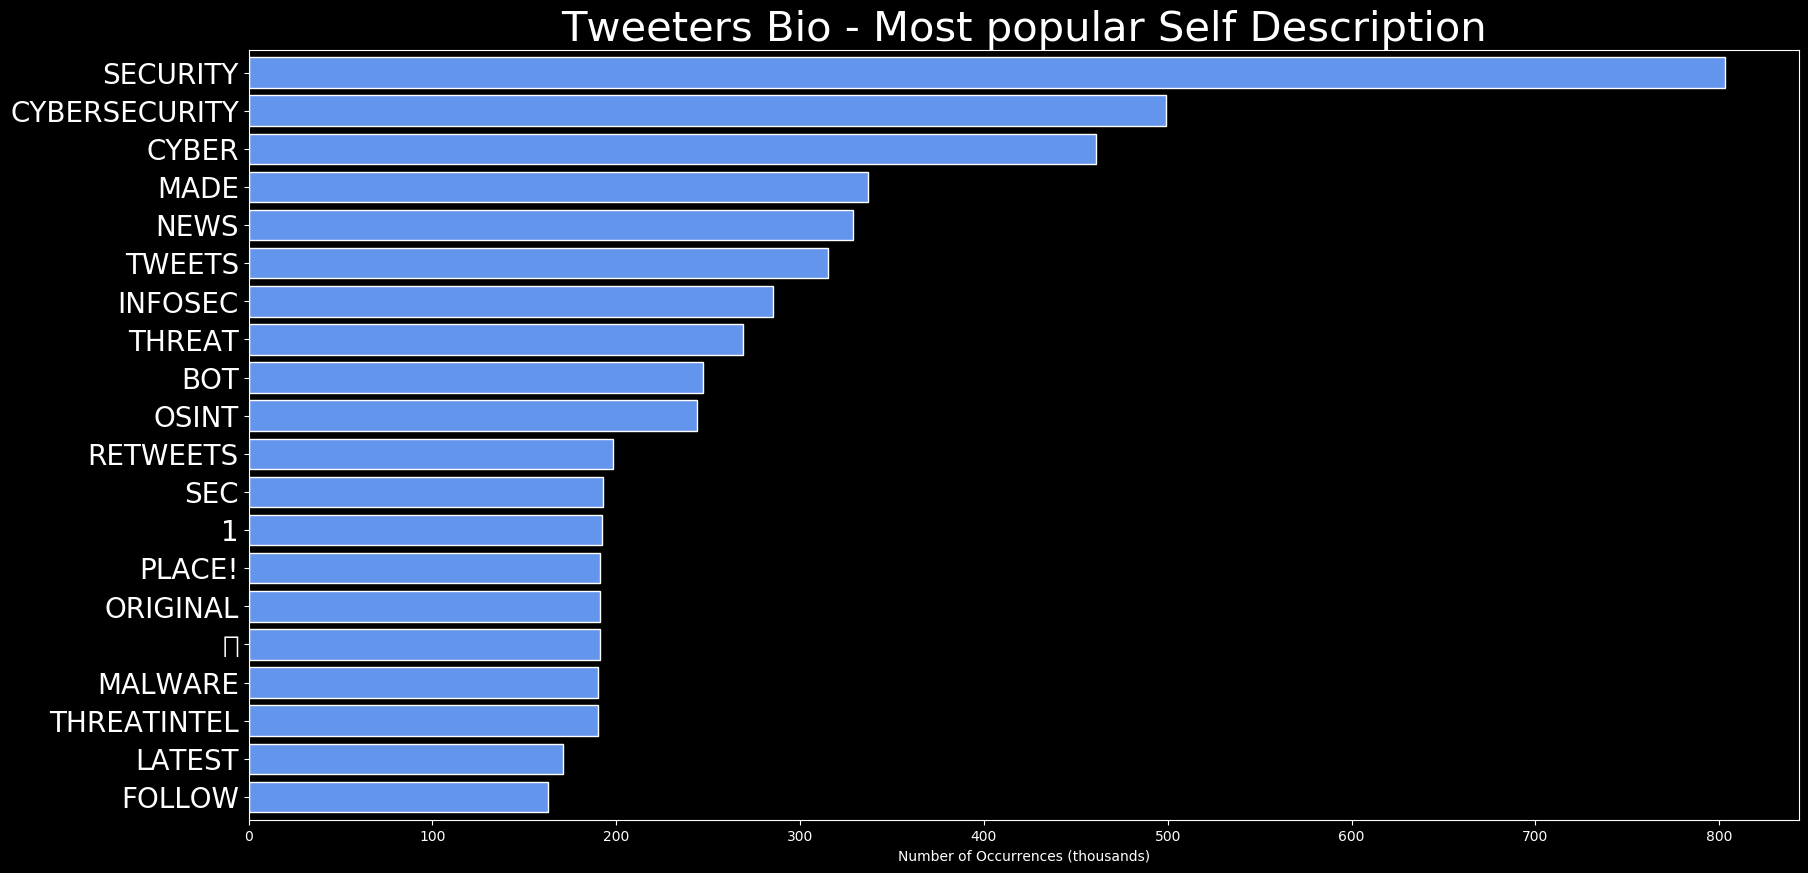 Tweeters Bio - Most popular Self Description
SECURITY
CYBERSECURITY
CYBER
MADE
NEWS
TWEETS
INFOSEC
THREAT
BOT
OSINT
RETWEETS
SEC
1
PLACE!
ORIGINAL
MALWARE
THREATINTEL
LATEST
FOLLOW
0 100 200 300 400 500 600 700 800
Number of Occurrences (thousands)